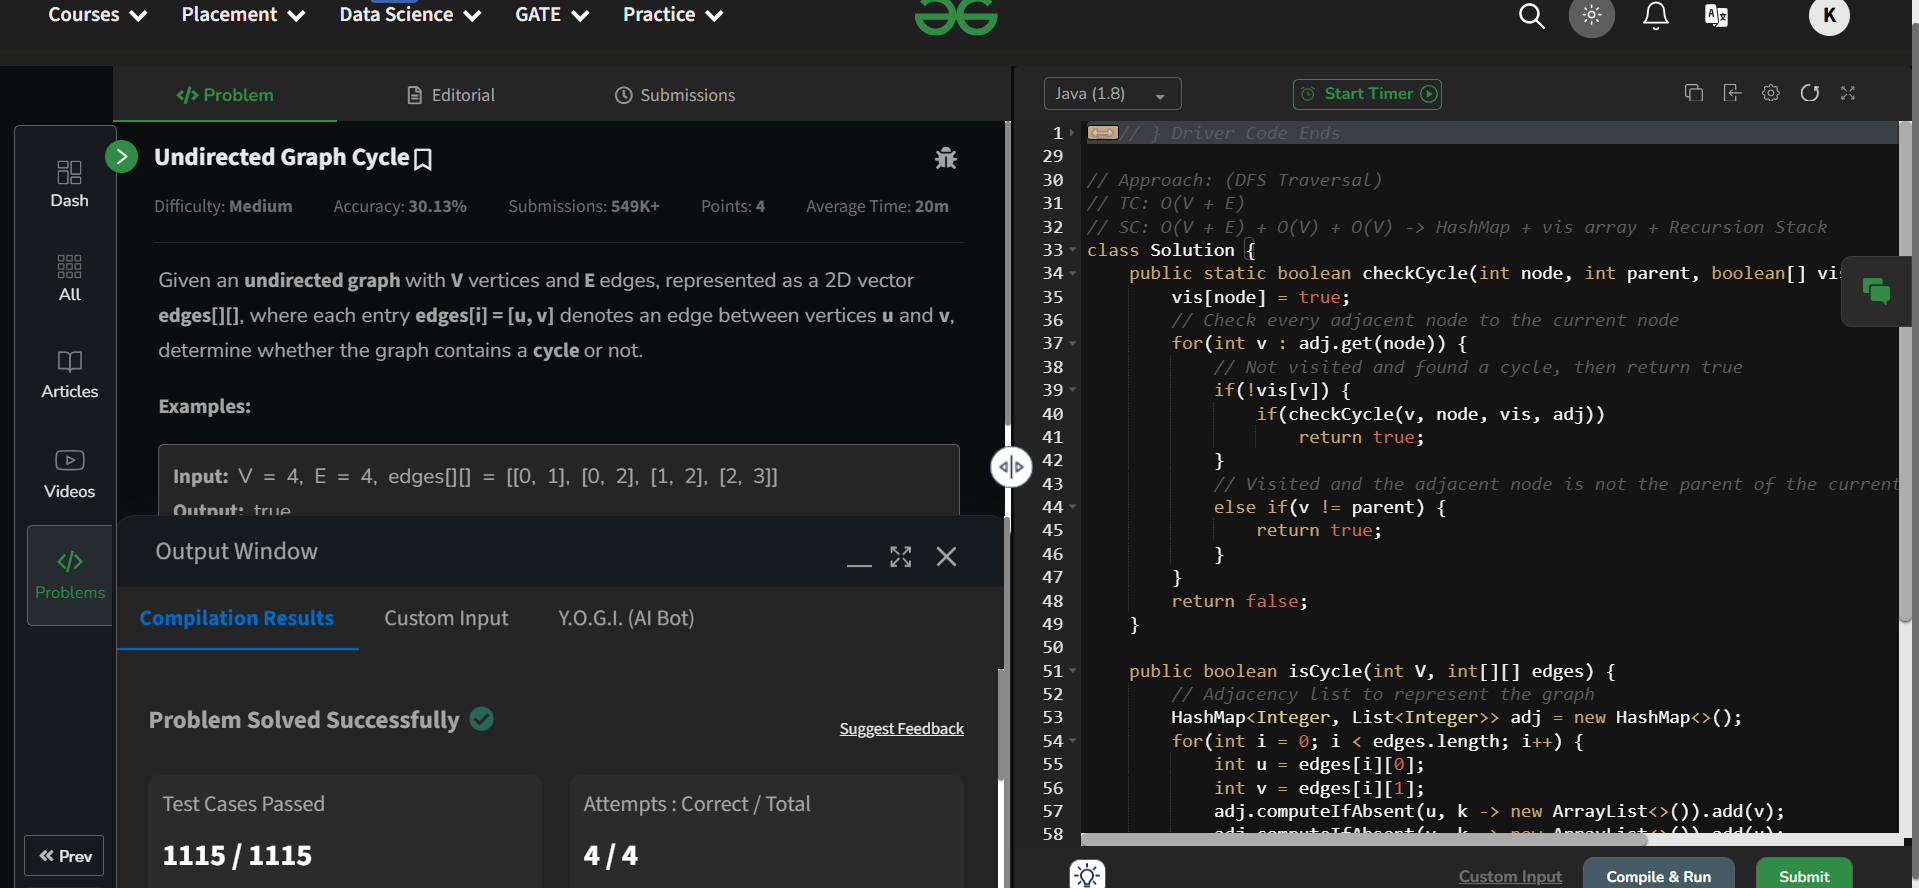 Courses
Placement
Data Science
GATE
Practice
K
Problem
Editorial
Submissions
Java (1.8)
Start Timer
Dash
All
Articles
Videos
Problems
Prev
Undirected Graph Cycle
Difficulty: Medium Accuracy: 30.13% Submissions: 549K+ Points: 4 Average Time: 20m
Given an undirected graph with V vertices and E edges, represented as a 2D vector
edges[][], where each entry edges[i] = [u, v] denotes an edge between vertices u and v,
determine whether the graph contains a cycle or not.
Examples:
Input: V = 4, E = 4, edges[][] = [[0, 1], [0, 2], [1, 2], [2, 3]]
Output: true
Output Window
Compilation Results
Custom Input
Y.O.G.I. (AI Bot)
Problem Solved Successfully
Suggest Feedback
Test Cases Passed
1115 / 1115
Attempts : Correct / Total
4 / 4
1 // } Driver Code Ends
29
30 // Approach: (DFS Traversal)
31 // TC: O(V + E)
32 // SC: O(V + E) + O(V) + O(V) -> HashMap + vis array + Recursion Stack
33 class Solution {
34 public static boolean checkCycle(int node, int parent, boolean[] vi
35 vis[node] = true;
36 // Check every adjacent node to the current node
37 for(int v : adj.get(node)) {
38 // Not visited and found a cycle, then return true
39 if(!vis[v]) {
40 if(checkCycle(v, node, vis, adj))
41 return true;
42 }
43 // Visited and the adjacent node is not the parent of the current
44 else if(v != parent) {
45 return true;
46 }
47 }
48 return false;
49 }
50
51 public boolean isCycle(int V, int[][] edges) {
52 // Adjacency list to represent the graph
53 HashMap<Integer, List<Integer>> adj = new HashMap<>();
54 for(int i = 0; i < edges.length; i++) {
55 int u = edges[i][0];
56 int v = edges[i][1];
57 adj.computeIfAbsent(u, k -> new ArrayList<>()).add(v);
58 adj.computeIfAbsent(v, k -> new ArrayList<>()).add(u);
Custom Input
Compile & Run
Submit